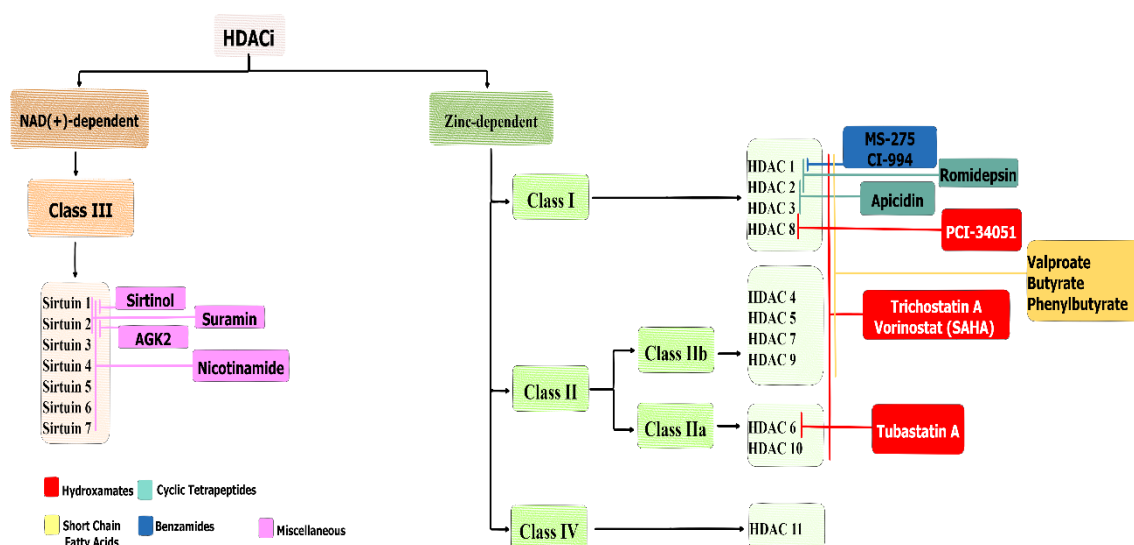 HDACi
NAD(+)-dependent
Zinc-dependent
Class III
Sirtuin 1
Sirtuin 2
Sirtuin 3
Sirtuin 4
Sirtuin 5
Sirtuin 6
Sirtuin 7
Sirtinol
Suramin
AGK2
Nicotinamide
Class I
HDAC 1
HDAC 2
HDAC 3
HDAC 8
MS-275
CI-994
Romidepsin
Apicidin
PCI-34051
Valproate
Butyrate
Phenylbutyrate
Trichostatin A
Vorinostat (SAHA)
Class II
Class IIb
HDAC 4
HDAC 5
HDAC 7
HDAC 9
Class IIa
HDAC 6
HDAC 10
Tubastatin A
Class IV
HDAC 11
Hydroxamates
Cyclic Tetrapeptides
Short Chain
Fatty Acids
Benzamides
Miscellaneous